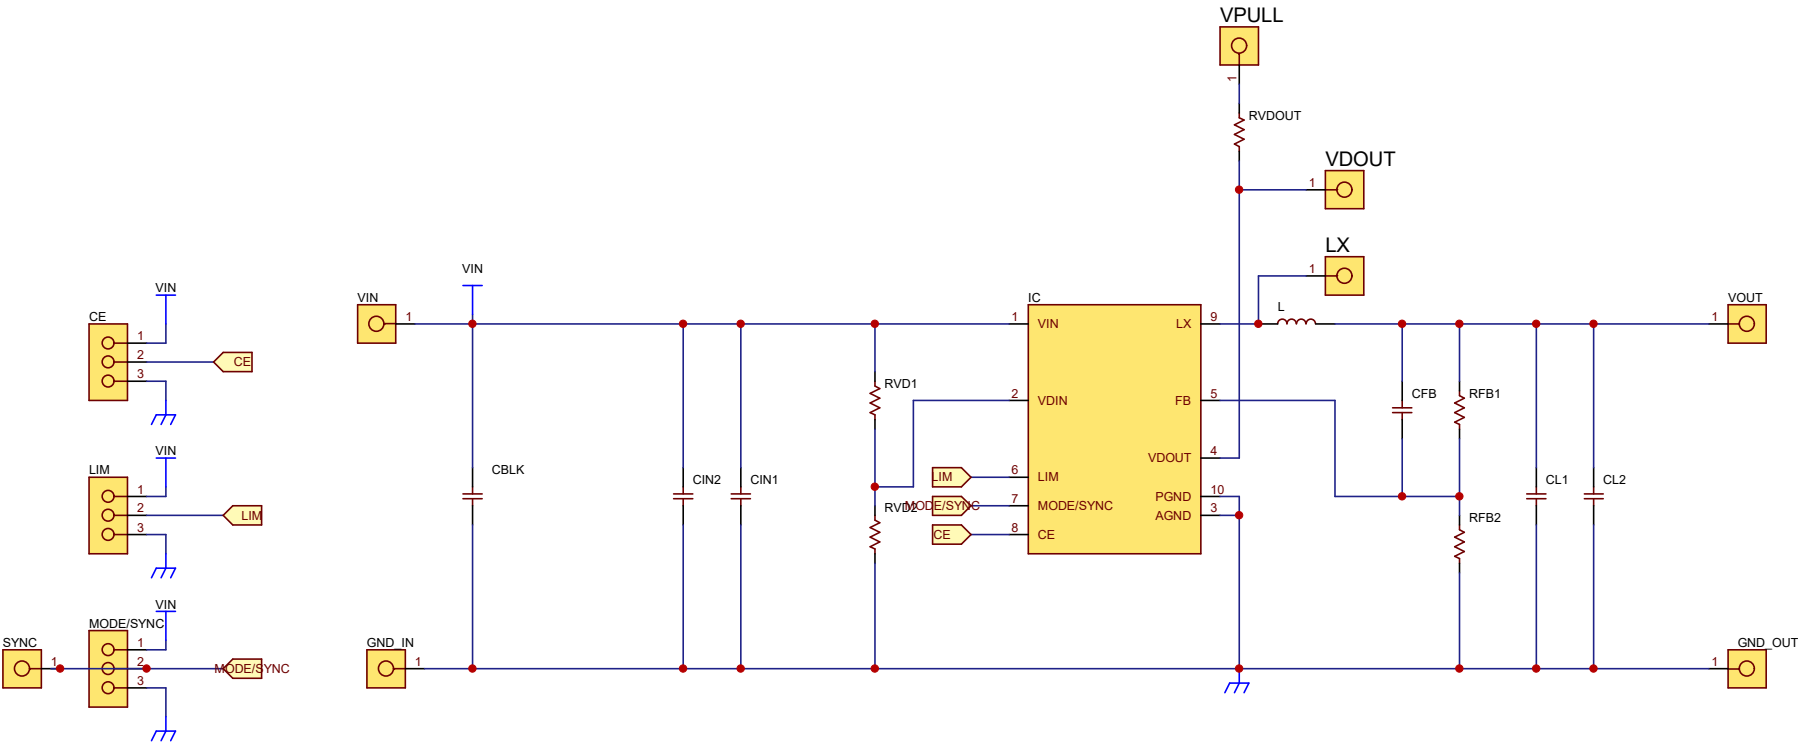 VPULL
1
RVDOUT
VDOUT
1
LX
1
VIN
CE
1
2
3
CE
VIN
LIM
1
2
3
LIM
VIN
MODE/SYNC
SYNC
1
1
2
3
MODE/SYNC
VIN
VIN
1
GND_IN
1
CBLK
CIN2
CIN1
RVD1
RVD2
LIM
MODE/SYNC
CE
IC
1
VIN
2
VDIN
6
LIM
7
MODE/SYNC
8
CE
LX
9
FB
5
VDOUT
4
PGND
10
AGND
3
L
CFB
RFB1
RFB2
CL1
CL2
VOUT
1
GND_OUT
1